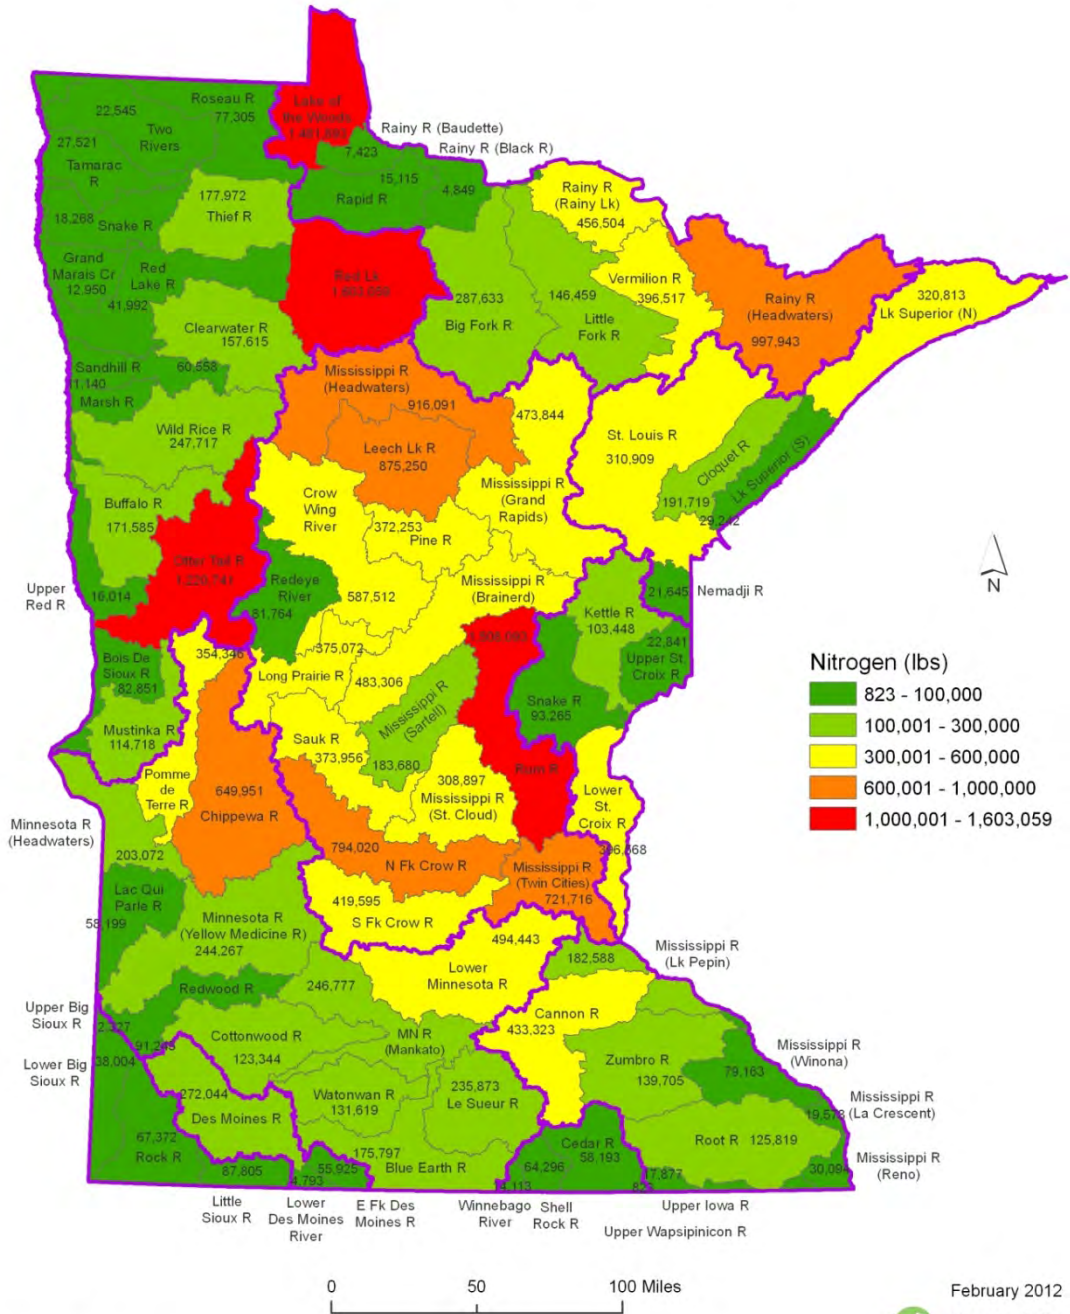 Lake of
the Woods
Roseau R
77,305
22,545
Two
Rivers
27,521
Tamarac
R
Rainy R (Baudette)
7,423
Rainy R (Black R)
15,115
4,849
Rapid R
177,972
Thief R
18,268
Snake R
Rainy R
(Rainy Lk)
456,504
Grand
Marais Cr
12,950
Red
Lake R
41,992
Red Lk
287,633
Big Fork R
146,459
Little
Fork R
Vermilion R
396,517
Rainy R
(Headwaters)
997,943
320,813
Lk Superior (N)
Clearwater R
157,615
Sandhill R
60,558
1,140
Marsh R
Mississippi R
(Headwaters)
916,091
473,844
Wild Rice R
247,717
Leech Lk R
875,250
St. Louis R
310,909
Cloquet R
191,719
Lk Superior (S)
29,242
Mississippi R
(Grand
Rapids)
Crow
Wing
River
Buffalo R
171,585
372,253
Pine R
Otter Tail R
1,220,741
Upper
Red R
16,014
Redeye
River
81,764
587,512
Mississippi R
(Brainerd)
N
21,645
Nemadji R
Kettle R
103,448
22,841
Upper St.
Croix R
354,346
375,072
Long Prairie R
483,306
Bois De
Sioux R
82,851
Mississippi R
(Sartell)
183,680
Snake R
93,265
Mustinka R
114,718
Sauk R
373,956
Rum R
Pomme
de
Terre R
649,951
Chippewa R
308,897
Mississippi R
(St. Cloud)
Lower
St.
Croix R
Minnesota R
(Headwaters)
203,072
794,020
N Fk Crow R
Mississippi R
(Twin Cities)
721,716
Lac Qui
Parle R
58,199
419,595
S Fk Crow R
Minnesota R
(Yellow Medicine R)
244,267
494,443
Lower
Minnesota R
182,588
Mississippi R
(Lk Pepin)
Redwood R
246,777
Upper Big
Sioux R
2,327
91,243
Cottonwood R
123,344
MN R
(Mankato)
Cannon R
433,323
Lower Big
Sioux R
38,004
Zumbro R
139,705
Mississippi R
(Winona)
79,163
272,044
Des Moines R
Watonwan R
131,619
235,873
Le Sueur R
Mississippi R
(La Crescent)
67,372
Rock R
175,797
Blue Earth R
Cedar R
58,193
64,296
Root R
125,819
Mississippi R
(Reno)
30,094
87,805
55,925
4,793
17,877
Little
Sioux R
Lower
Des Moines
River
E Fk Des
Moines R
Winnebago
River
Shell
Rock R
Upper Iowa R
Upper Wapsipinicon R
Nitrogen (lbs)
823 - 100,000
100,001 - 300,000
300,001 - 600,000
600,001 - 1,000,000
1,000,001 - 1,603,059
0 50 100 Miles
February 2012